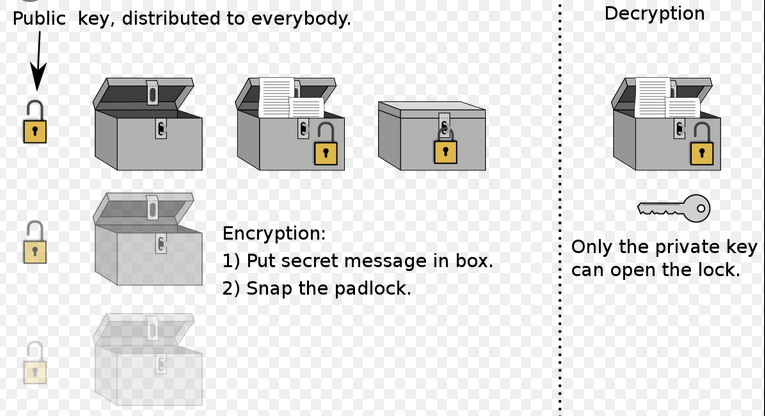 Public key, distributed to everybody.
Decryption
Encryption:
1) Put secret message in box.
2) Snap the padlock.
Only the private key
can open the lock.